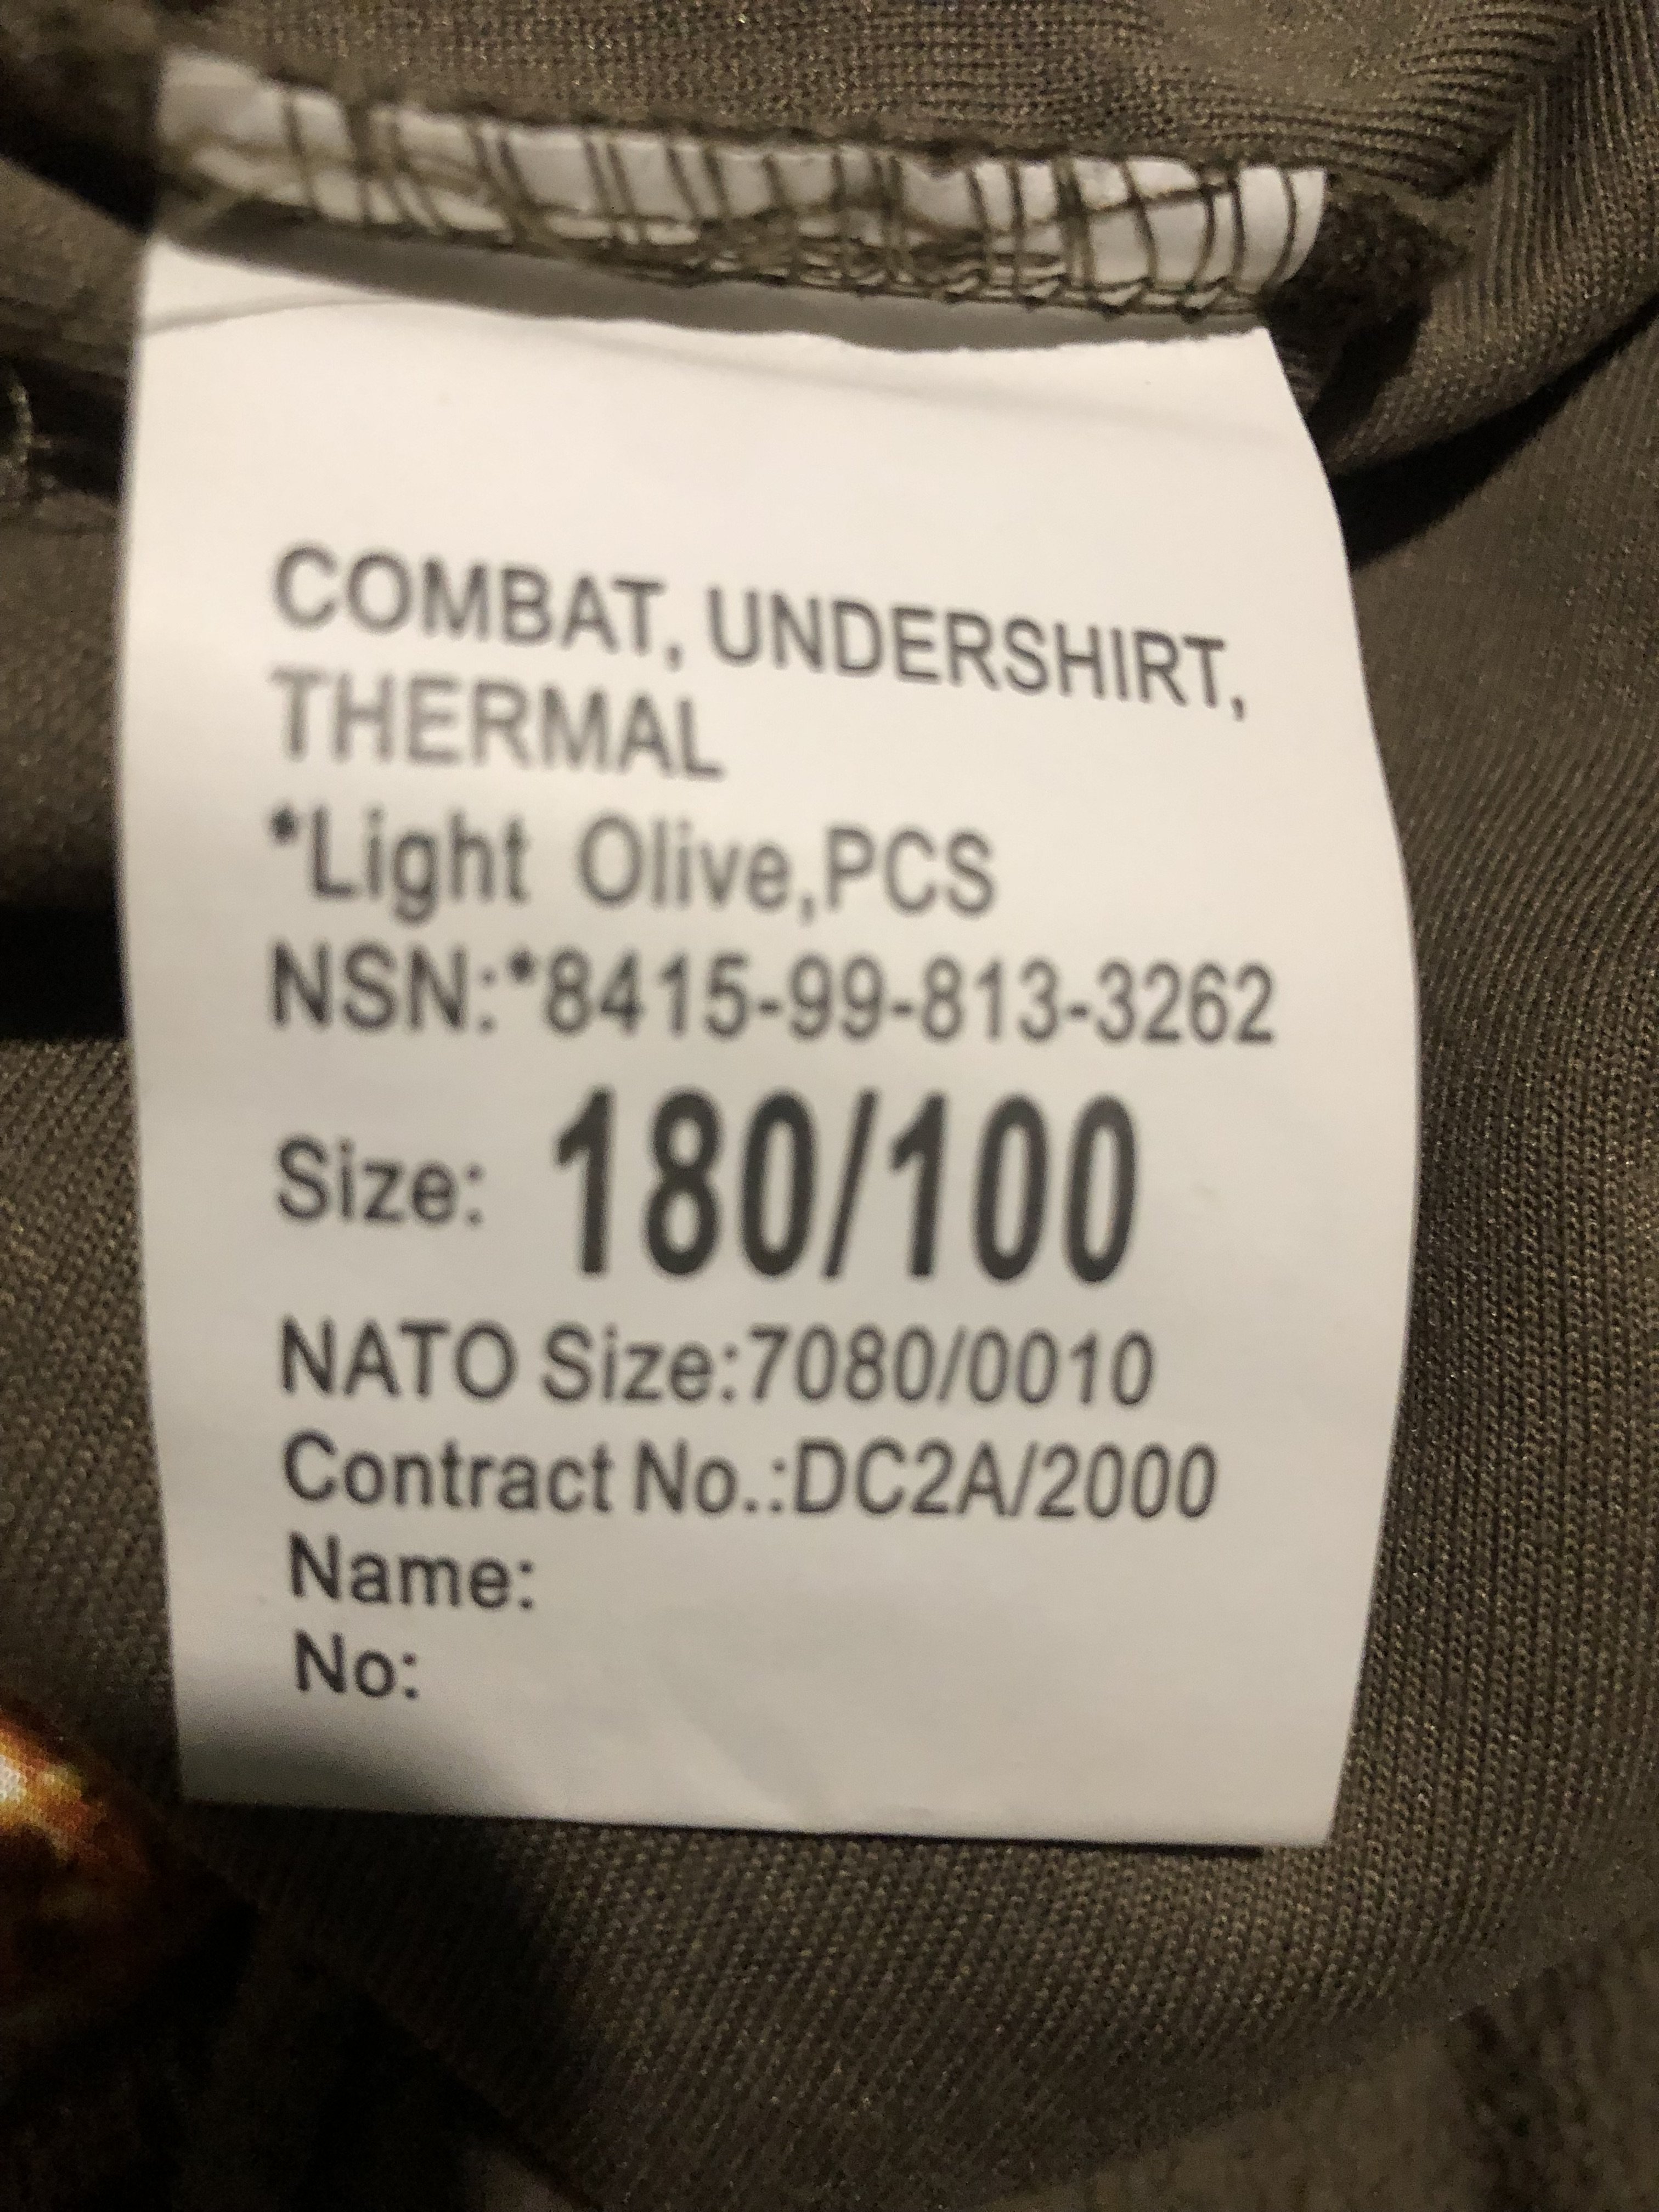 COMBAT, UNDERSHIRT,
THERMAL
*Light Olive,PCS
NSN:*8415-99-813-3262
Size: 180/100
NATO Size:7080/0010
Contract No.:DC2A/2000
Name:
No: